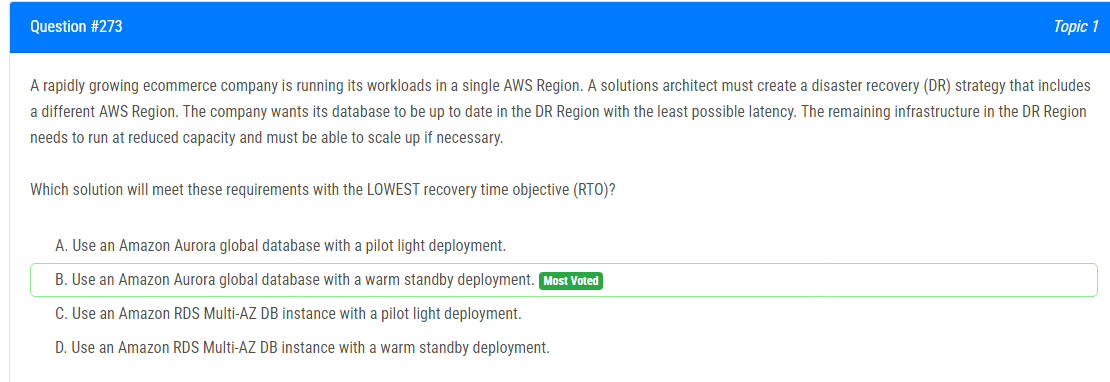 Question #273
Topic 1
A rapidly growing ecommerce company is running its workloads in a single AWS Region. A solutions architect must create a disaster recovery (DR) strategy that includes
a different AWS Region. The company wants its database to be up to date in the DR Region with the least possible latency. The remaining infrastructure in the DR Region
needs to run at reduced capacity and must be able to scale up if necessary.
Which solution will meet these requirements with the LOWEST recovery time objective (RTO)?
A. Use an Amazon Aurora global database with a pilot light deployment.
B. Use an Amazon Aurora global database with a warm standby deployment. Most Voted
C. Use an Amazon RDS Multi-AZ DB instance with a pilot light deployment.
D. Use an Amazon RDS Multi-AZ DB instance with a warm standby deployment.